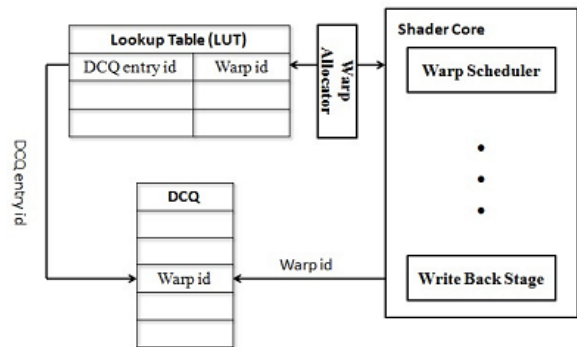 Lookup Table (LUT)
DCQ entry id
Warp id
Warp
Allocator
Shader Core
Warp Scheduler
DCQ entry id
DCQ
Warp id
Warp id
Write Back Stage